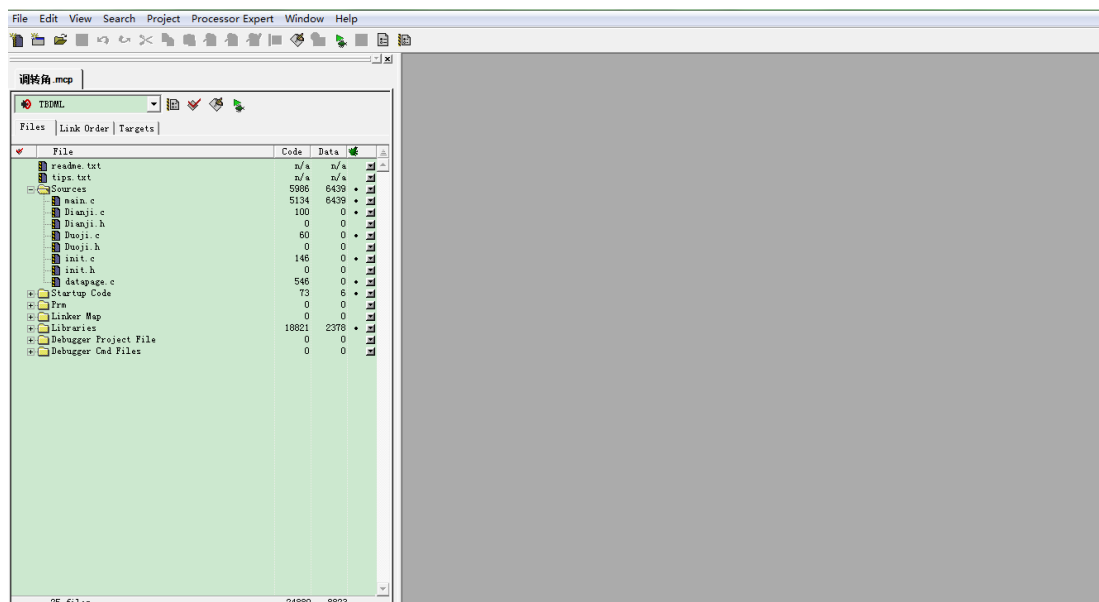 File Edit View Search Project Processor Expert Window Help
调转角.mcp
TBDML
Files Link Order Targets
File Code Data
readme.txt n/a n/a
tips.txt n/a n/a
Sources 5986 6439
main.c 5134 6439
Dianji.c 100 0
Dianji.h 0 0
Duoji.c 60 0
Duoji.h 0 0
init.c 146 0
init.h 0 0
datapage.c 546 0
Startup Code 73 6
Prm 0 0
Linker Map 0 0
Libraries 18821 2378
Debugger Project File 0 0
Debugger Cmd Files 0 0